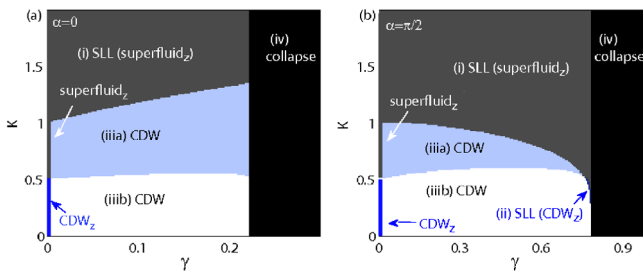 (a)
α=0
(i) SLL (superfluid_z)
(iv)
collapse
superfluid_z
(iiia) CDW
(iiib) CDW
CDW_z
0
0.5
1
1.5
K
0
0.1
0.2
γ
(b)
α=π/2
(iv)
collapse
(i) SLL (superfluid_z)
superfluid_z
(iiia) CDW
(iiib) CDW
(ii) SLL (CDW_z)
CDW_z
0
0.5
1
1.5
K
0
0.3
0.6
0.9
γ